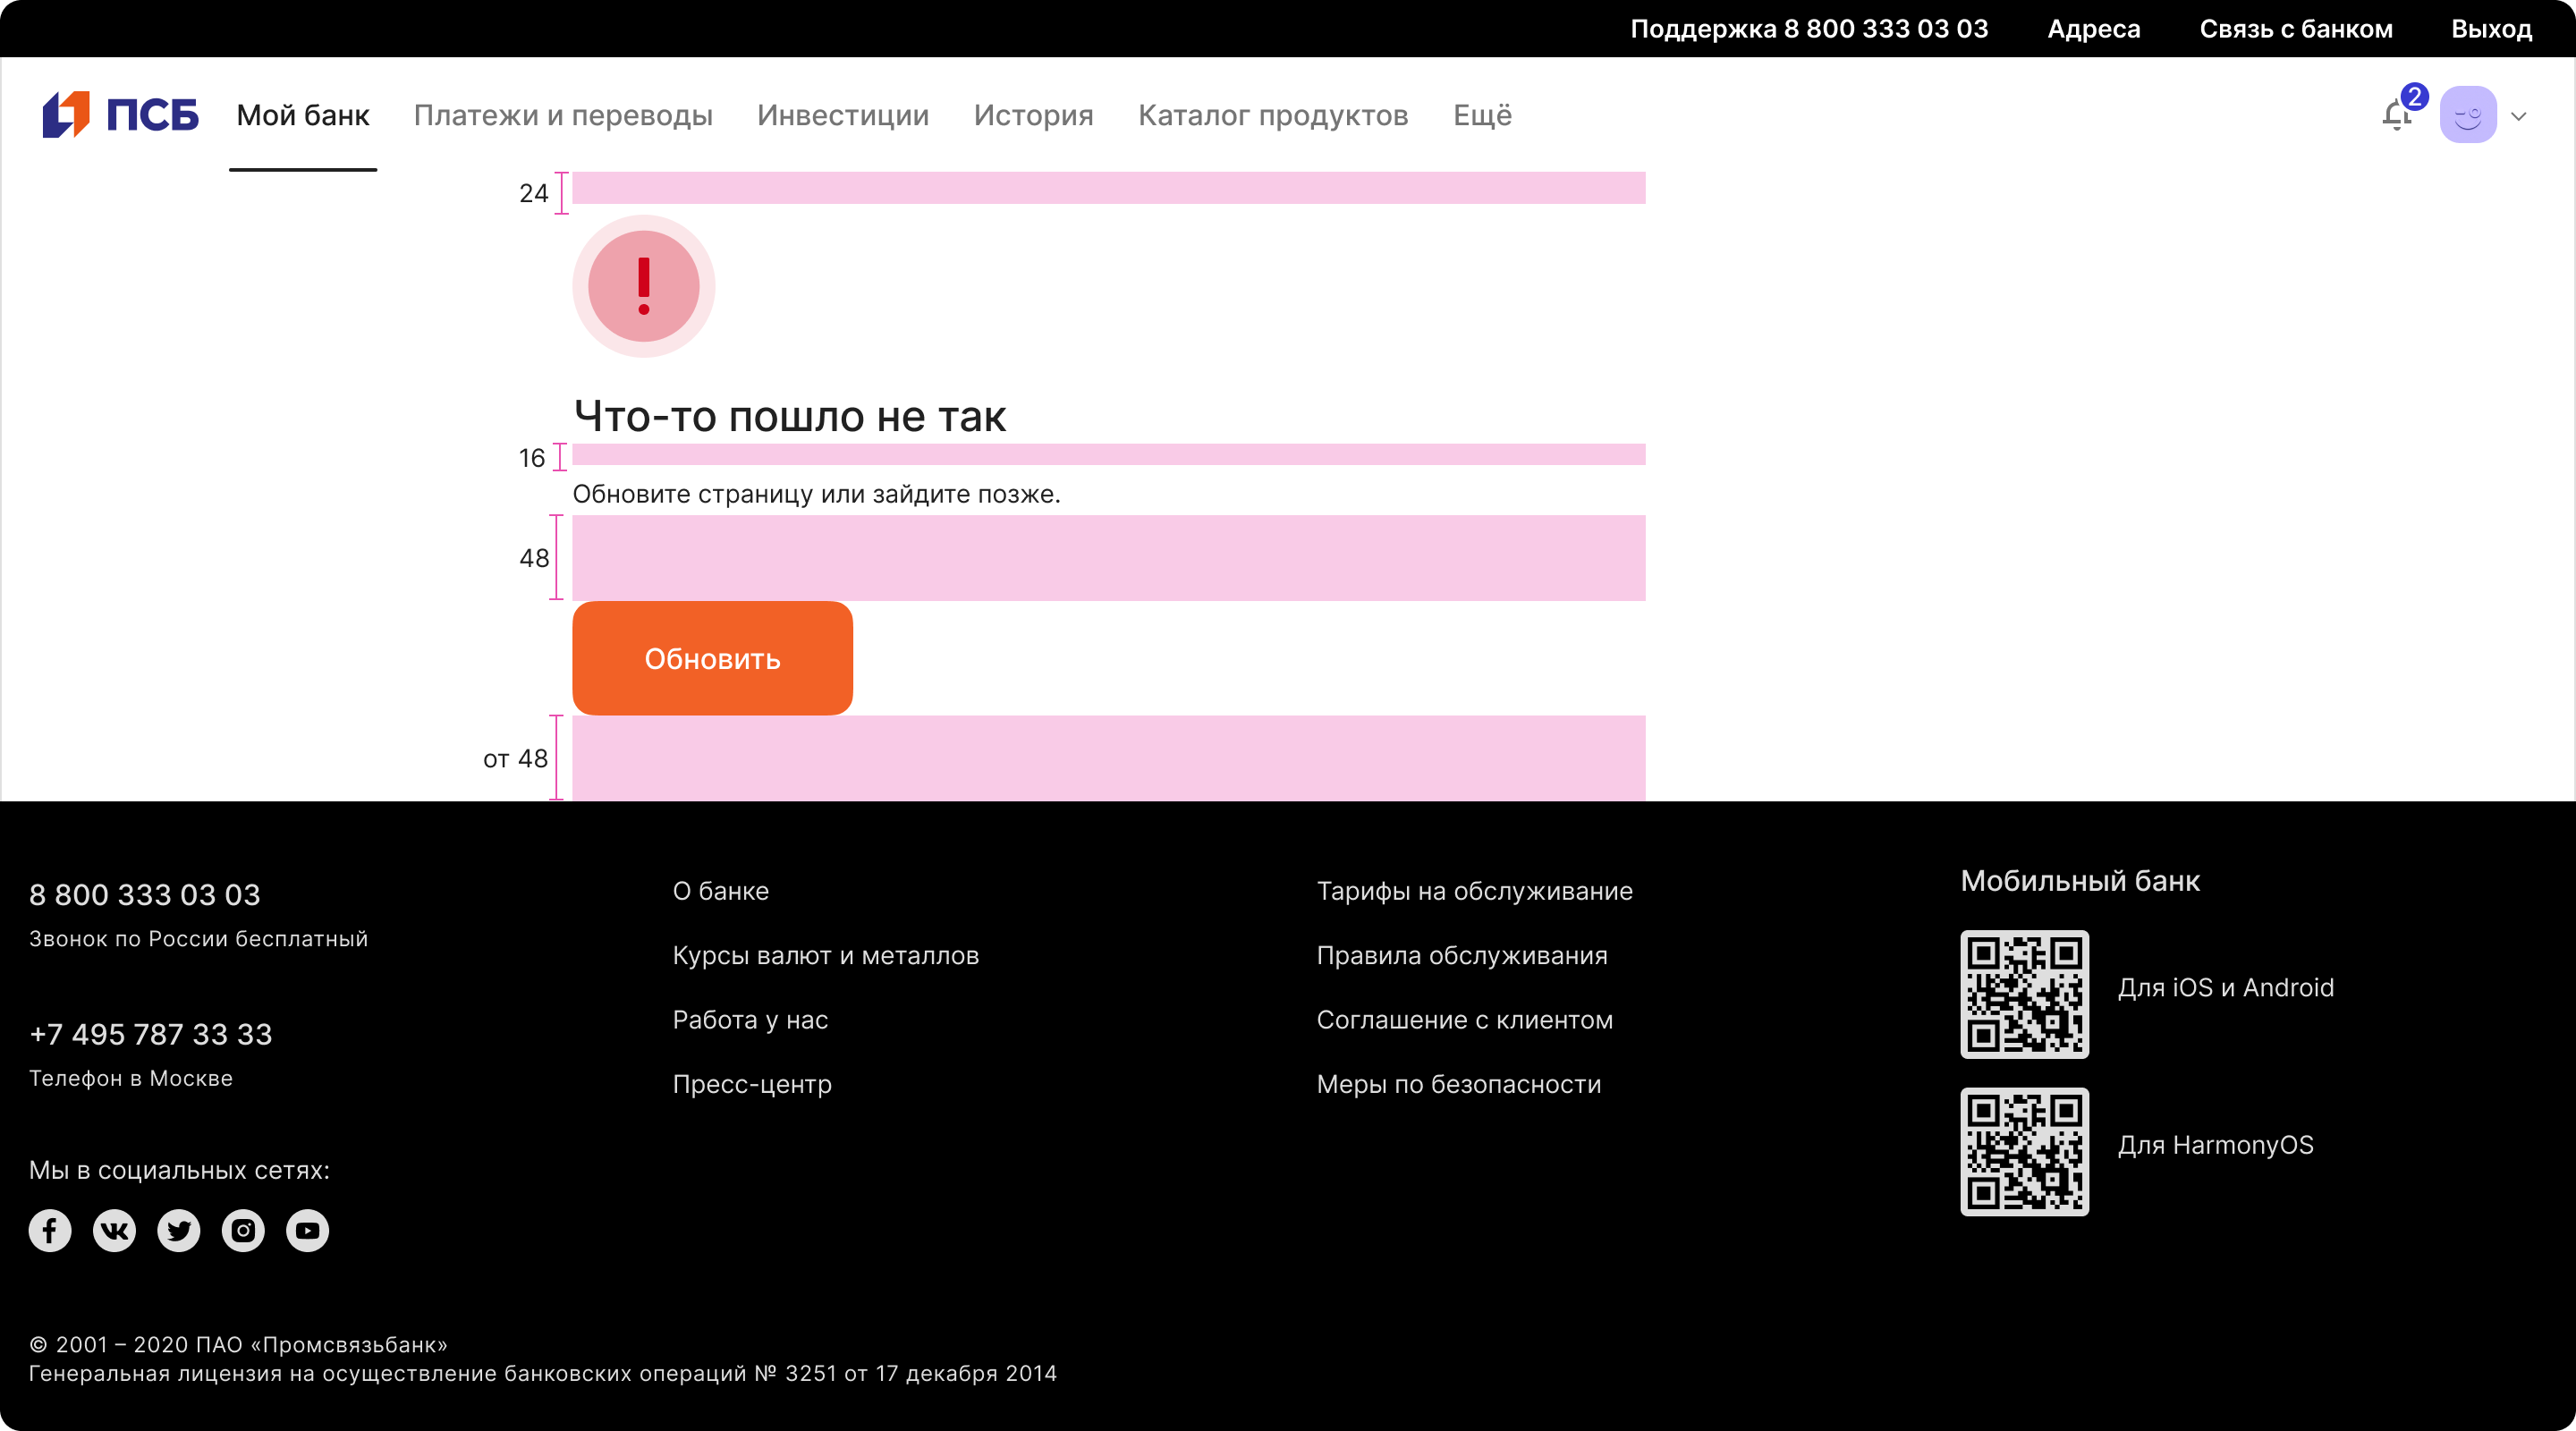 Поддержка 8 800 333 03 03 Адреса Связь с банком Выход
ПСБ Мой банк Платежи и переводы Инвестиции История Каталог продуктов Ещё 2
24
Что-то пошло не так
16
Обновите страницу или зайдите позже.
48
Обновить
от 48
8 800 333 03 03
Звонок по России бесплатный
+7 495 787 33 33
Телефон в Москве
Мы в социальных сетях:
О банке
Курсы валют и металлов
Работа у нас
Пресс-центр
Тарифы на обслуживание
Правила обслуживания
Соглашение с клиентом
Меры по безопасности
Мобильный банк
Для iOS и Android
Для HarmonyOS
© 2001 – 2020 ПАО «Промсвязьбанк»
Генеральная лицензия на осуществление банковских операций № 3251 от 17 декабря 2014